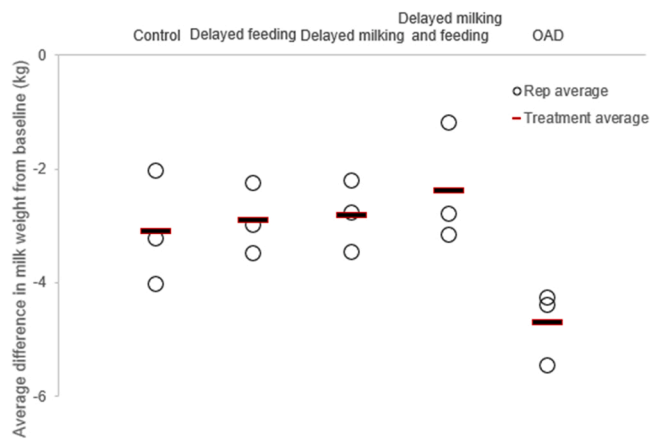 Delayed milking
Control Delayed feeding Delayed milking and feeding OAD
0
Rep average
Treatment average
-2
-4
-6
Average difference in milk weight from baseline (kg)